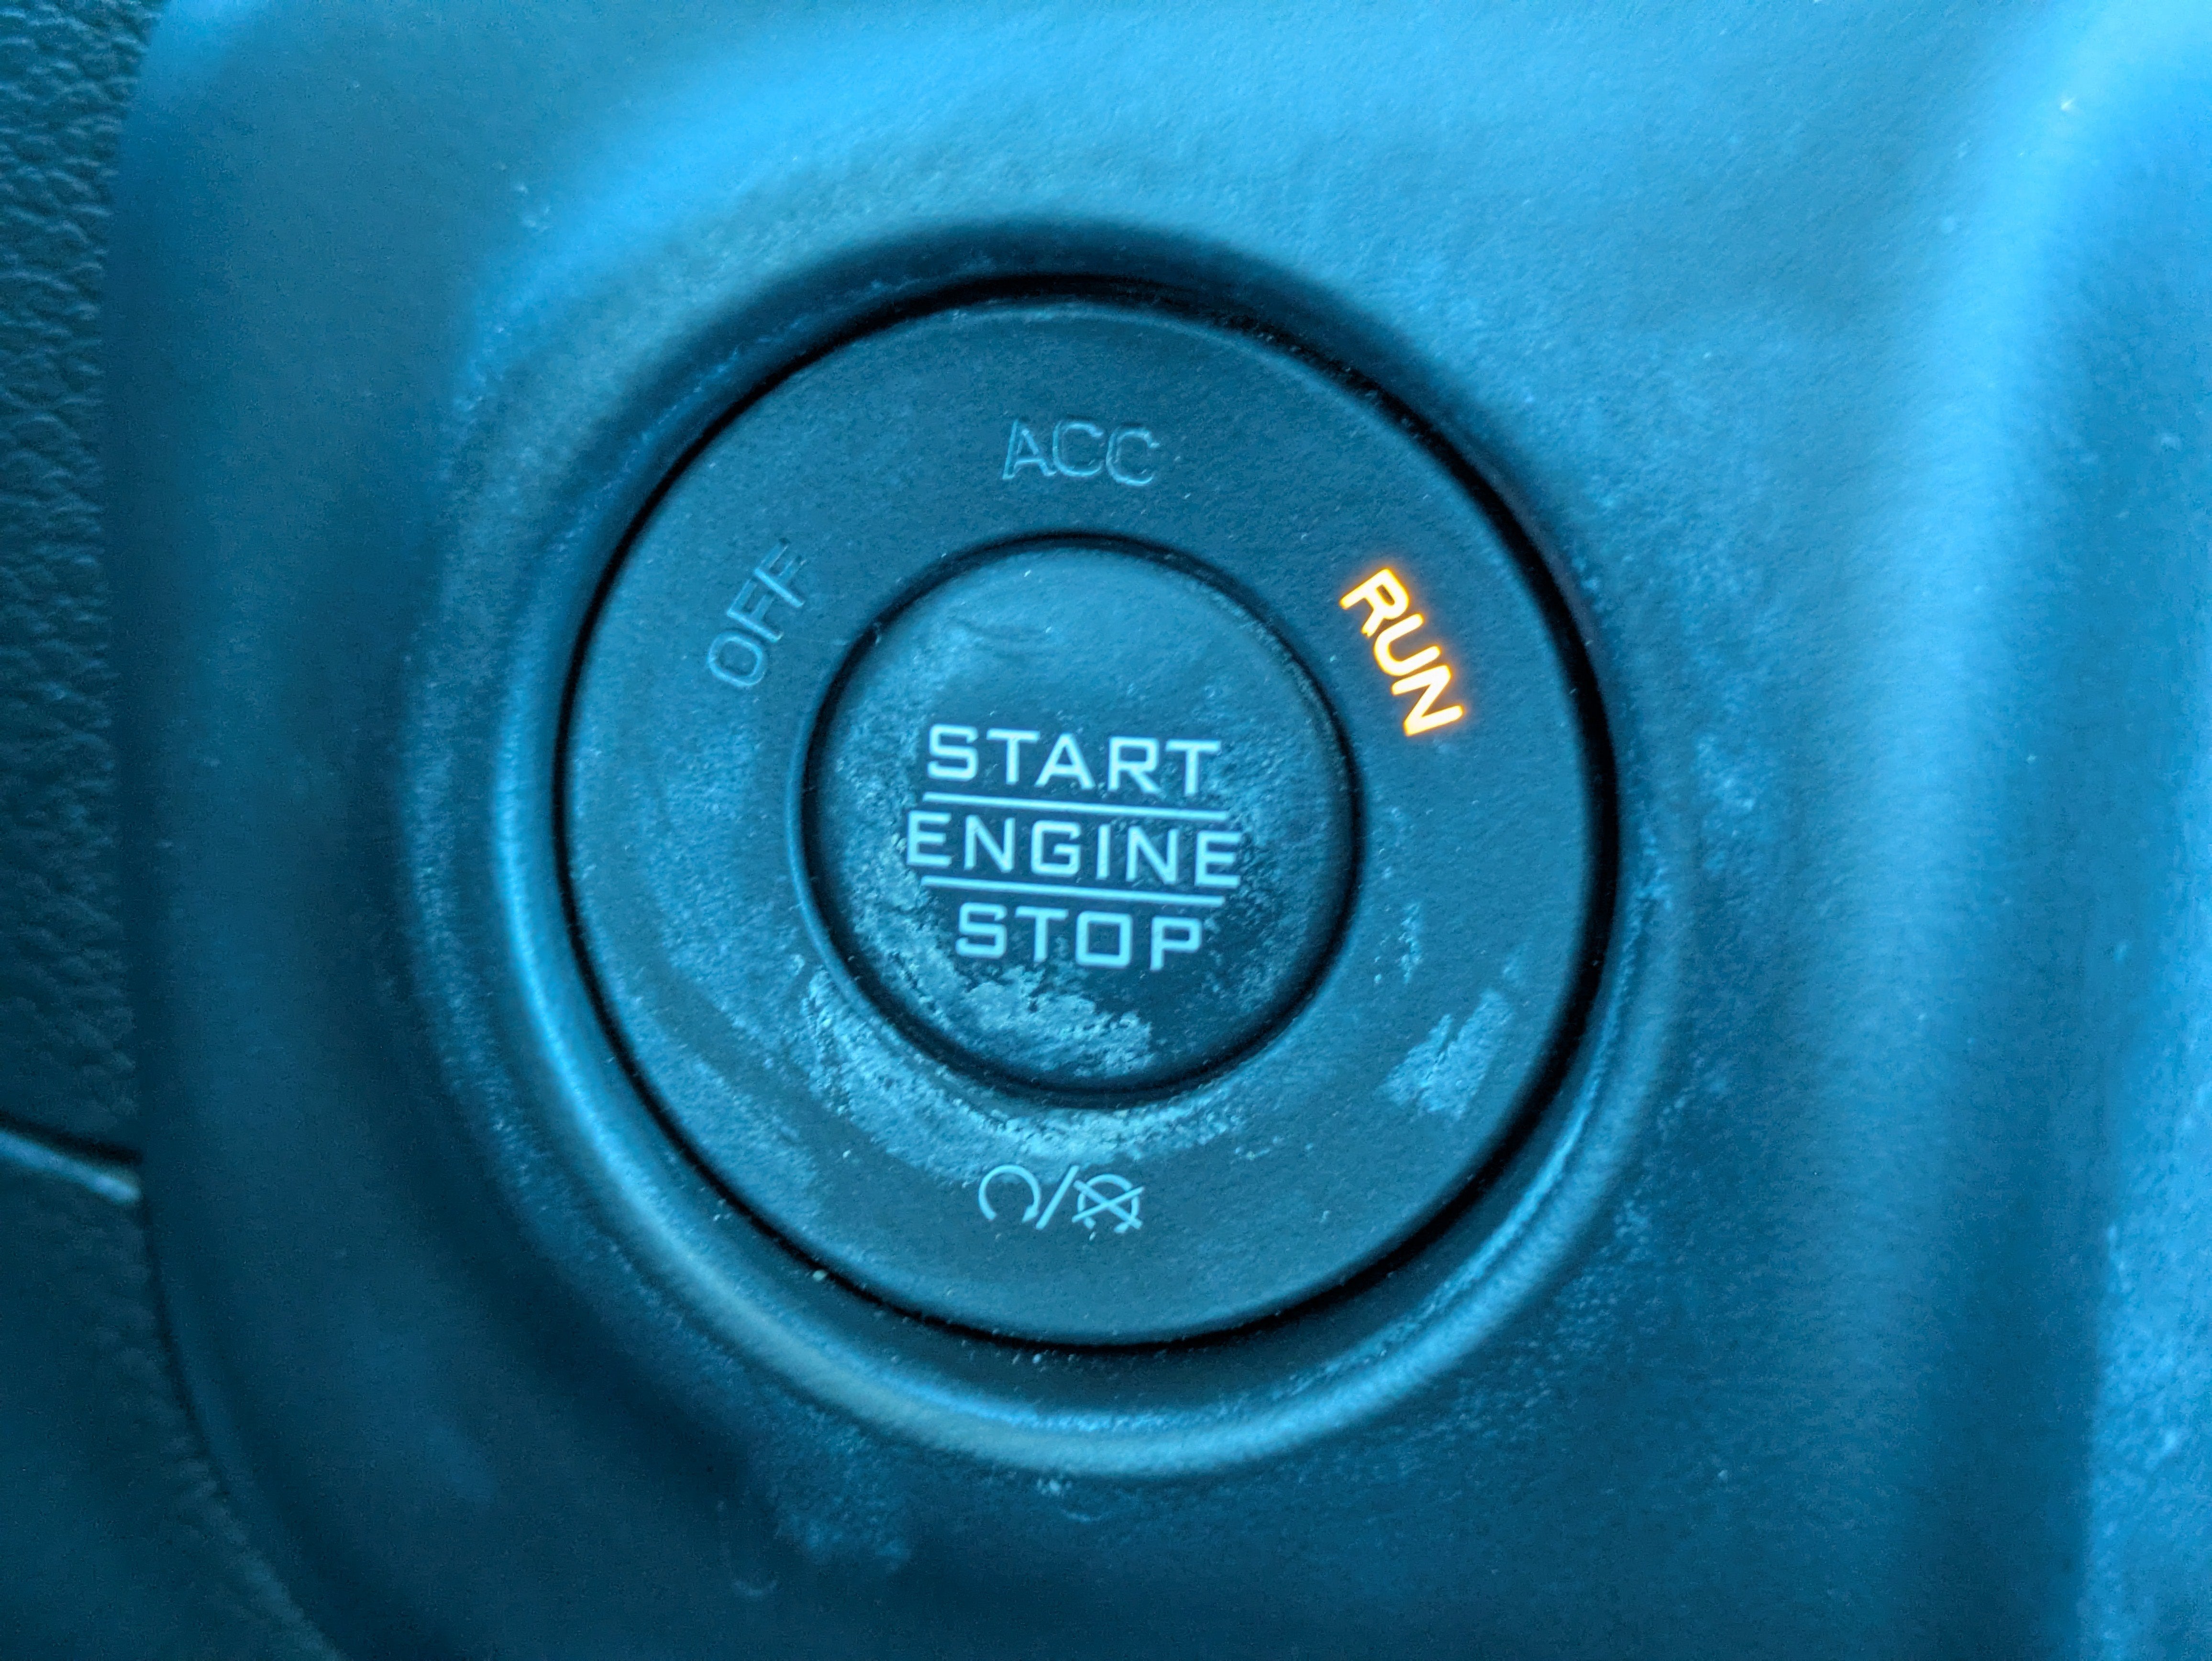 ACC
OFF
RUN
START
ENGINE
STOP